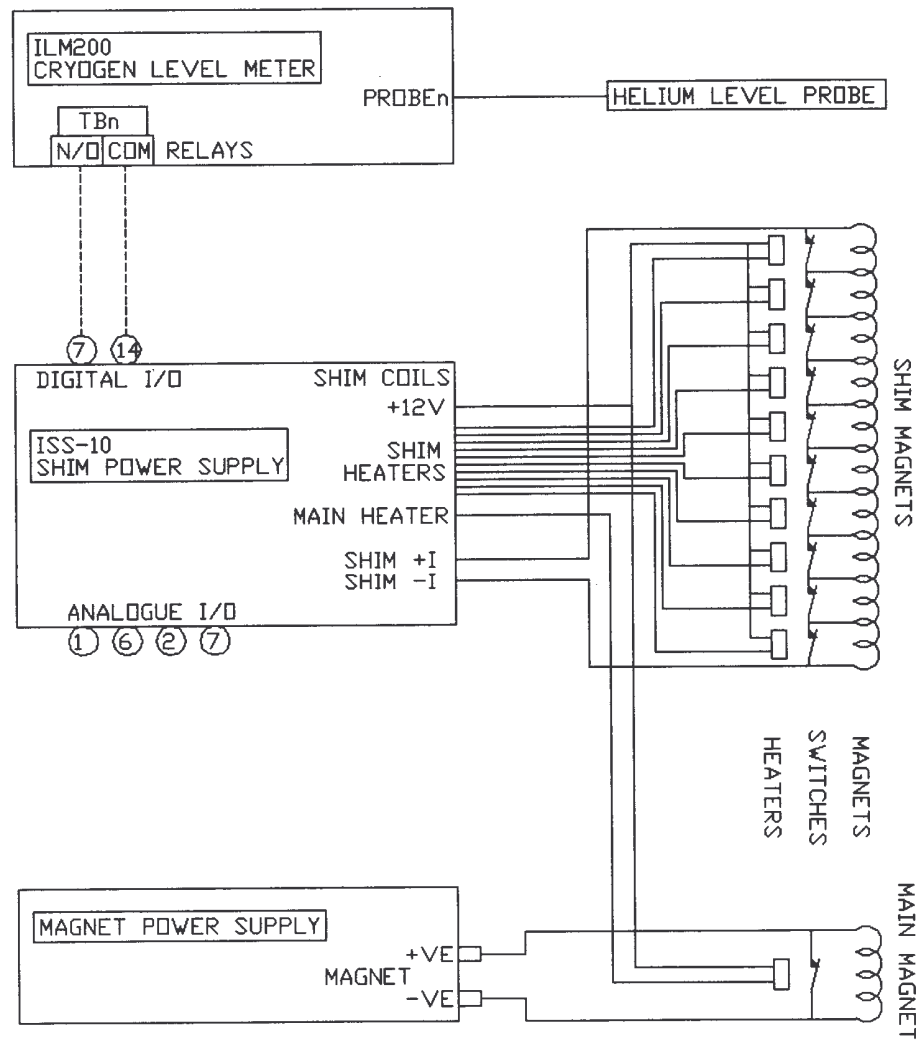 ILM200
CRYOGEN LEVEL METER
PROBEn
HELIUM LEVEL PROBE
TBn
N/O COM RELAYS
7 14
DIGITAL I/O
SHIM COILS
+12V
ISS-10
SHIM POWER SUPPLY
SHIM
HEATERS
MAIN HEATER
SHIM +I
SHIM -I
ANALOGUE I/O
1 6 2 7
SHIM MAGNETS
HEATERS
SWITCHES
MAGNETS
MAGNET POWER SUPPLY
+VE
MAGNET
-VE
MAIN MAGNET